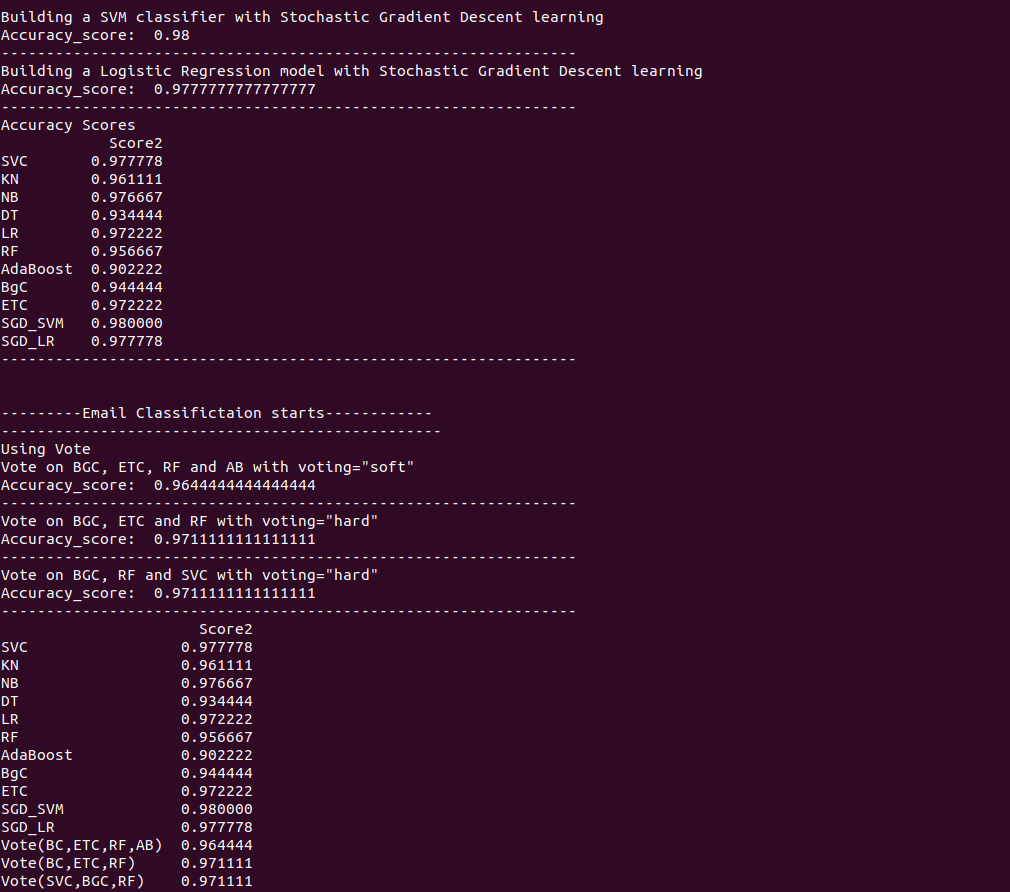 Building a SVM classifier with Stochastic Gradient Descent learning
Accuracy_score:  0.98
----------------------------------------------------------------
Building a Logistic Regression model with Stochastic Gradient Descent learning
Accuracy_score:  0.9777777777777777
----------------------------------------------------------------
Accuracy Scores
            Score2
SVC       0.977778
KN        0.961111
NB        0.976667
DT        0.934444
LR        0.972222
RF        0.956667
AdaBoost  0.902222
BgC       0.944444
ETC       0.972222
SGD_SVM   0.980000
SGD_LR    0.977778
----------------------------------------------------------------
---------Email Classifictaion starts------------
-------------------------------------------------
Using Vote
Vote on BGC, ETC, RF and AB with voting="soft"
Accuracy_score:  0.9644444444444444
----------------------------------------------------------------
Vote on BGC, ETC and RF with voting="hard"
Accuracy_score:  0.9711111111111111
----------------------------------------------------------------
Vote on BGC, RF and SVC with voting="hard"
Accuracy_score:  0.9711111111111111
----------------------------------------------------------------
                      Score2
SVC                 0.977778
KN                  0.961111
NB                  0.976667
DT                  0.934444
LR                  0.972222
RF                  0.956667
AdaBoost            0.902222
BgC                 0.944444
ETC                 0.972222
SGD_SVM             0.980000
SGD_LR              0.977778
Vote(BC,ETC,RF,AB)  0.964444
Vote(BC,ETC,RF)     0.971111
Vote(SVC,BGC,RF)    0.971111